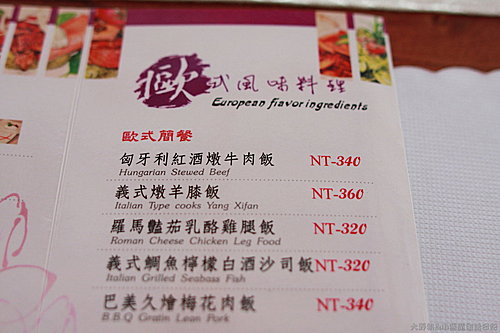 歐式風味料理
European flavor ingredients
歐式簡餐
匈牙利紅酒燉牛肉飯 NT-340
Hungarian Stewed Beef
義式燉羊膝飯 NT-360
Italian Type cooks Yang Xifan
羅馬豔茄乳酪雞腿飯 NT-320
Roman Cheese Chicken Leg Food
義式鯛魚檸檬白酒沙司飯NT-320
Italian Grilled Seabass Fish
巴美久燴梅花肉飯 NT-340
B.B.Q Gratin Lean Pork